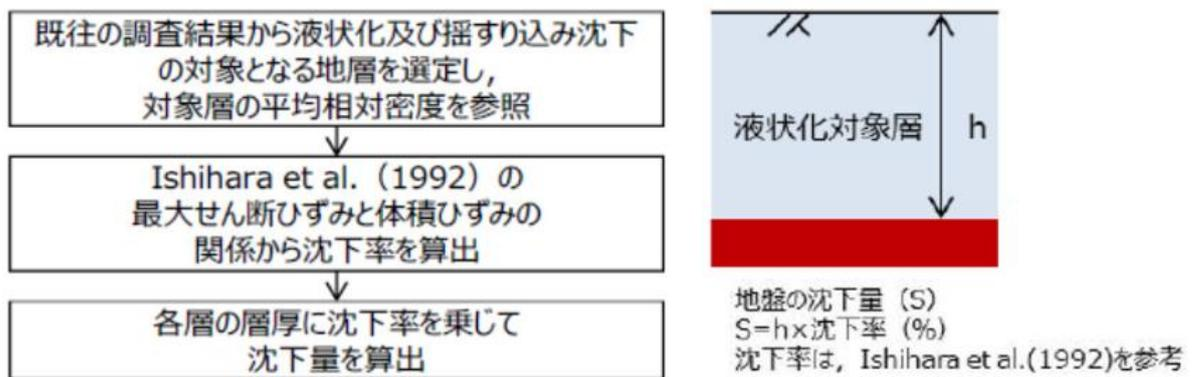 既往の調査結果から液状化及び揺すり込み沈下
の対象となる地層を選定し，
対象層の平均相対密度を参照
Ishihara et al.（1992）の
最大せん断ひずみと体積ひずみの
関係から沈下率を算出
各層の層厚に沈下率を乗じて
沈下量を算出
液状化対象層
h
地盤の沈下量（S）
S=h×沈下率（%）
沈下率は，Ishihara et al.(1992)を参考